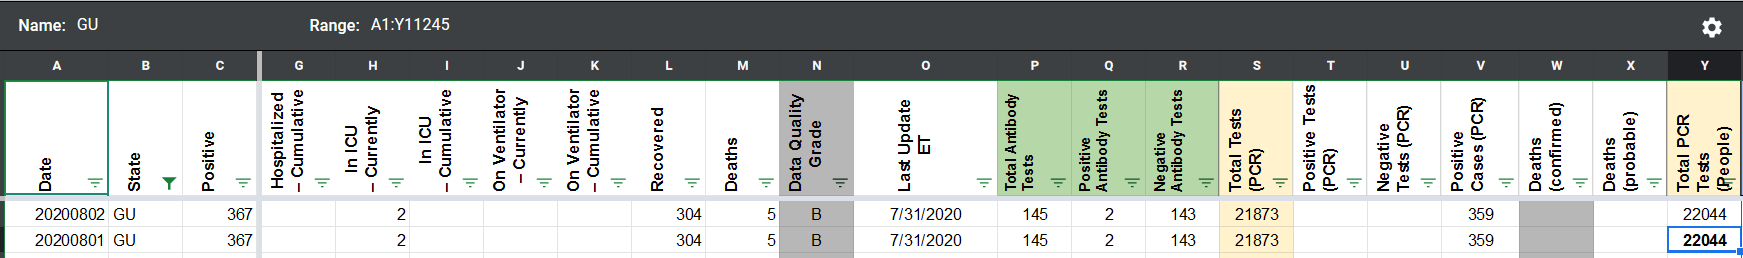 Name: GU Range: A1:Y11245
A B C G H I J K L M N O P Q R S T U V W X Y
Date
State
Positive
Hospitalized
– Cumulative
In ICU
– Currently
In ICU
– Cumulative
On Ventilator
– Currently
On Ventilator
– Cumulative
Recovered
Deaths
Data Quality
Grade
Last Update
ET
Total Antibody
Tests
Positive
Antibody Tests
Negative
Antibody Tests
Total Tests
(PCR)
Positive Tests
(PCR)
Negative
Tests (PCR)
Positive
Cases (PCR)
Deaths
(confirmed)
Deaths
(probable)
Total PCR
Tests
(People)
20200802 GU 367 2 304 5 B 7/31/2020 145 2 143 21873 359 22044
20200801 GU 367 2 304 5 B 7/31/2020 145 2 143 21873 359 22044